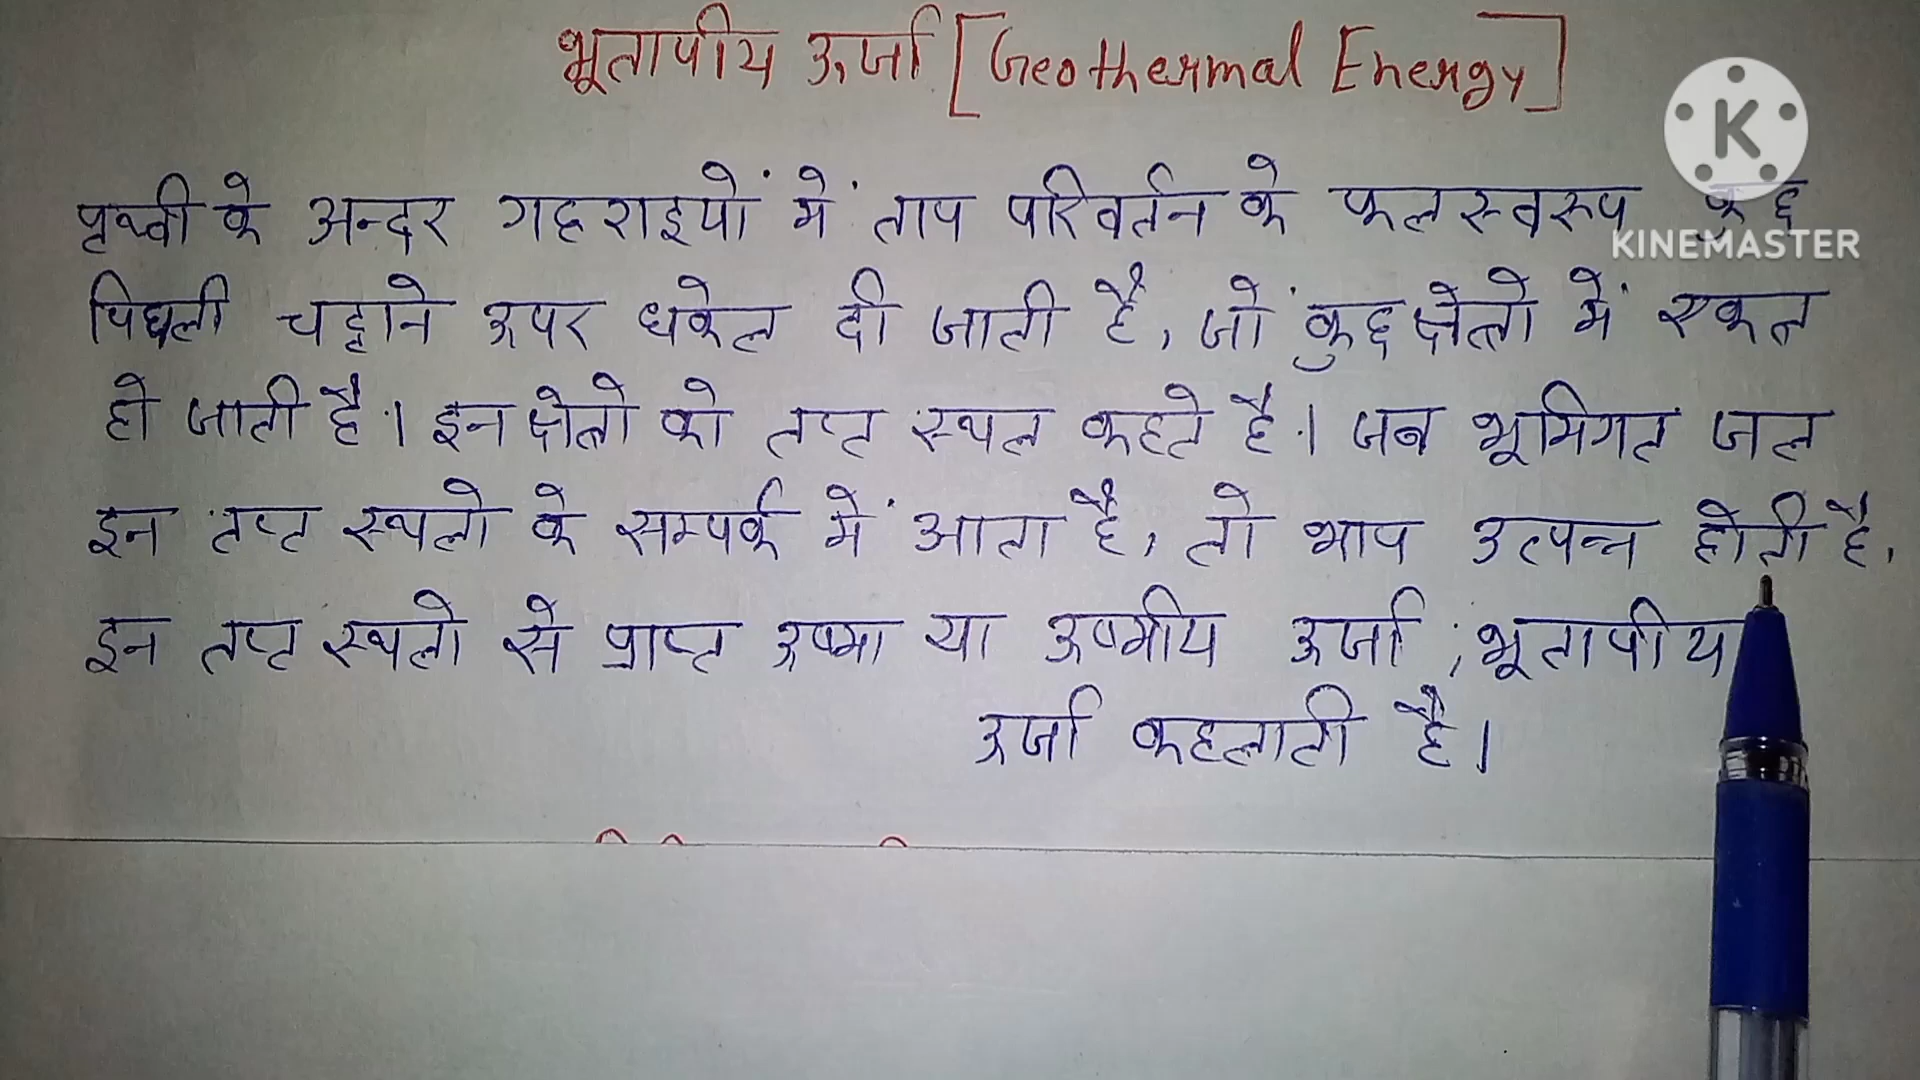 भूतापीय ऊर्जा [Geothermal Energy]
पृथ्वी के अन्दर गहराइयों में ताप परिवर्तन के फलस्वरूप कुछ
KINEMASTER
पिघली चट्टाने ऊपर धकेल दी जाती है, जो कुछ क्षेत्रो में एकत्र
हो जाती है। इन क्षेत्रो को तप्त स्थल कहते है। जब भूमिगत जल
इन तप्त स्थलो के सम्पर्क में आता है, तो भाप उत्पन्न होती है,
इन तप्त स्थलो से प्राप्त ऊष्मा या ऊष्मीय ऊर्जा, भूतापीय
ऊर्जा कहलाती है।